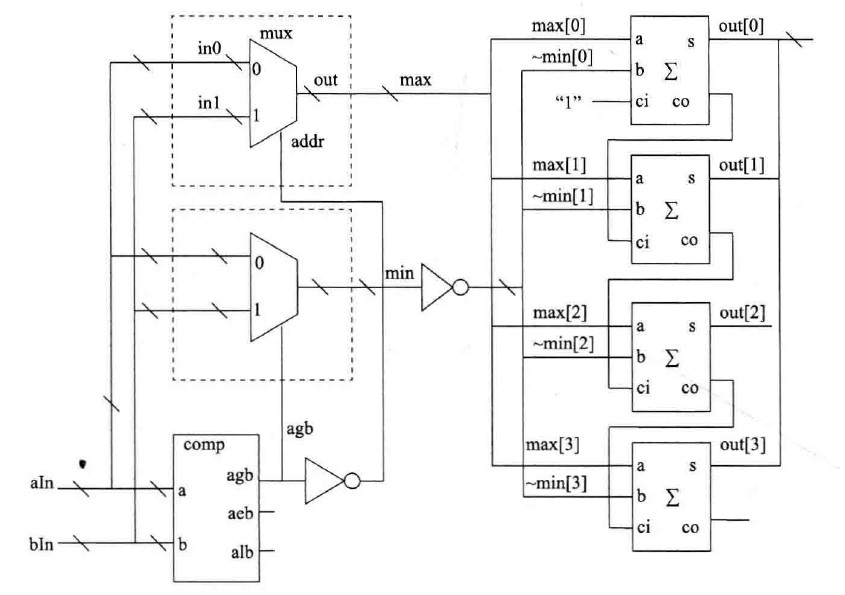 mux
in0
0
out
max
in1
1
addr
0
min
1
agb
comp
aIn
agb
a
aeb
bIn
b
alb
max[0]
a
s
out[0]
~min[0]
b
Σ
“1”
ci
co
max[1]
a
s
out[1]
~min[1]
b
Σ
ci
co
max[2]
a
s
out[2]
~min[2]
b
Σ
ci
co
max[3]
a
s
out[3]
~min[3]
b
Σ
ci
co